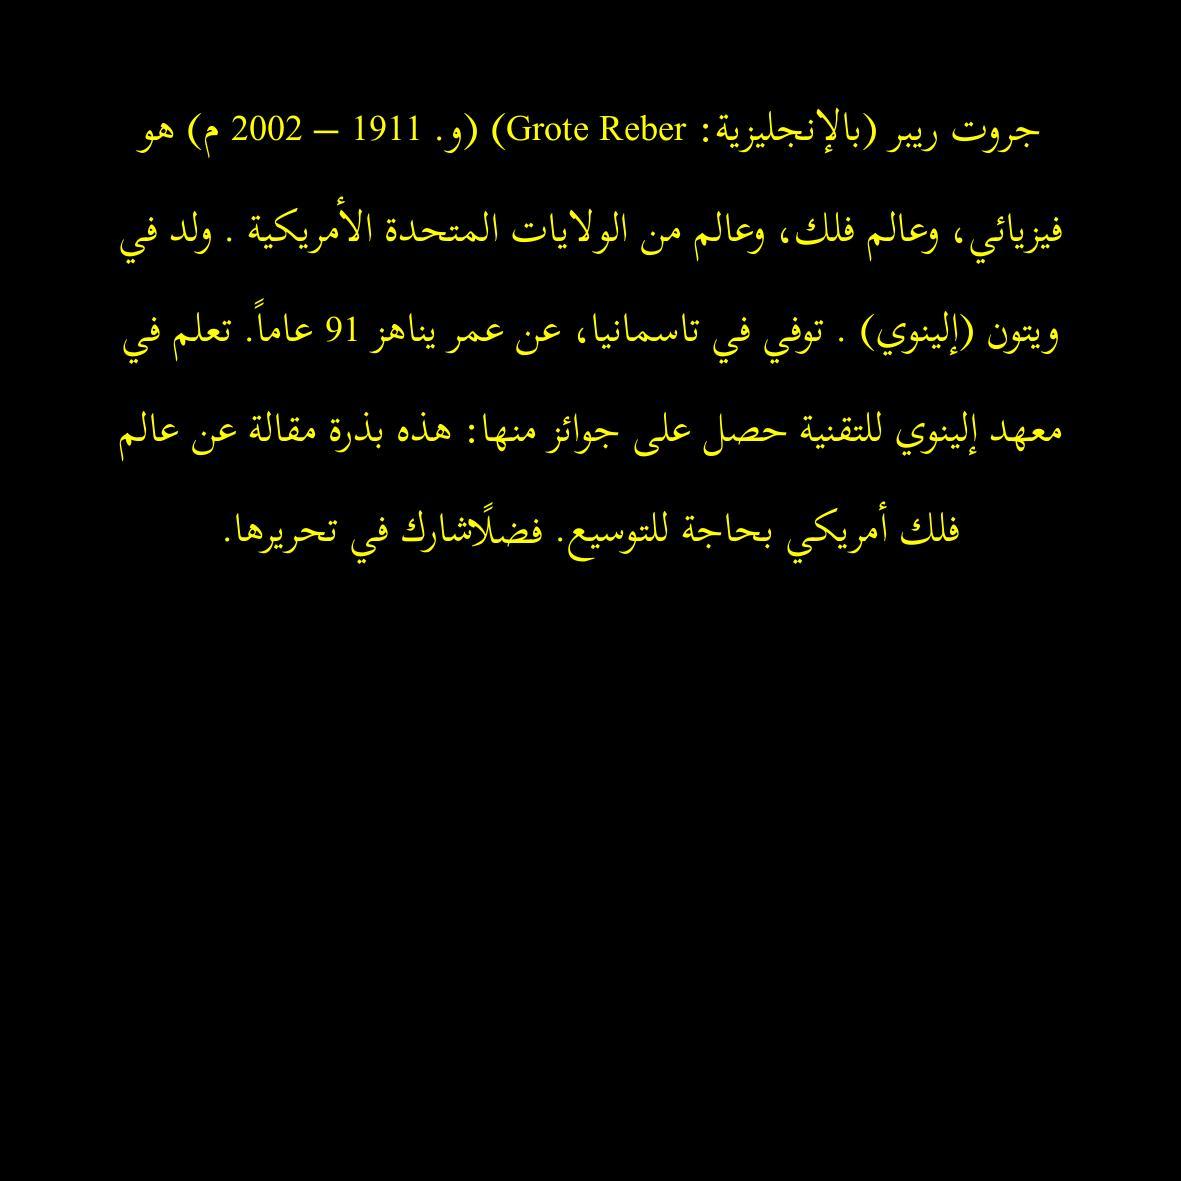 جروت ريبر (بالإنجليزية: Grote Reber) (و. 1911 – 2002 م) هو
فيزيائي، وعالم فلك، وعالم من الولايات المتحدة الأمريكية . ولد في
ويتون (إلينوي) . توفي في تاسمانيا، عن عمر يناهز 91 عاماً. تعلم في
معهد إلينوي للتقنية حصل على جوائز منها: هذه بذرة مقالة عن عالم
فلك أمريكي بحاجة للتوسيع. فضلًاشارك في تحريرها.